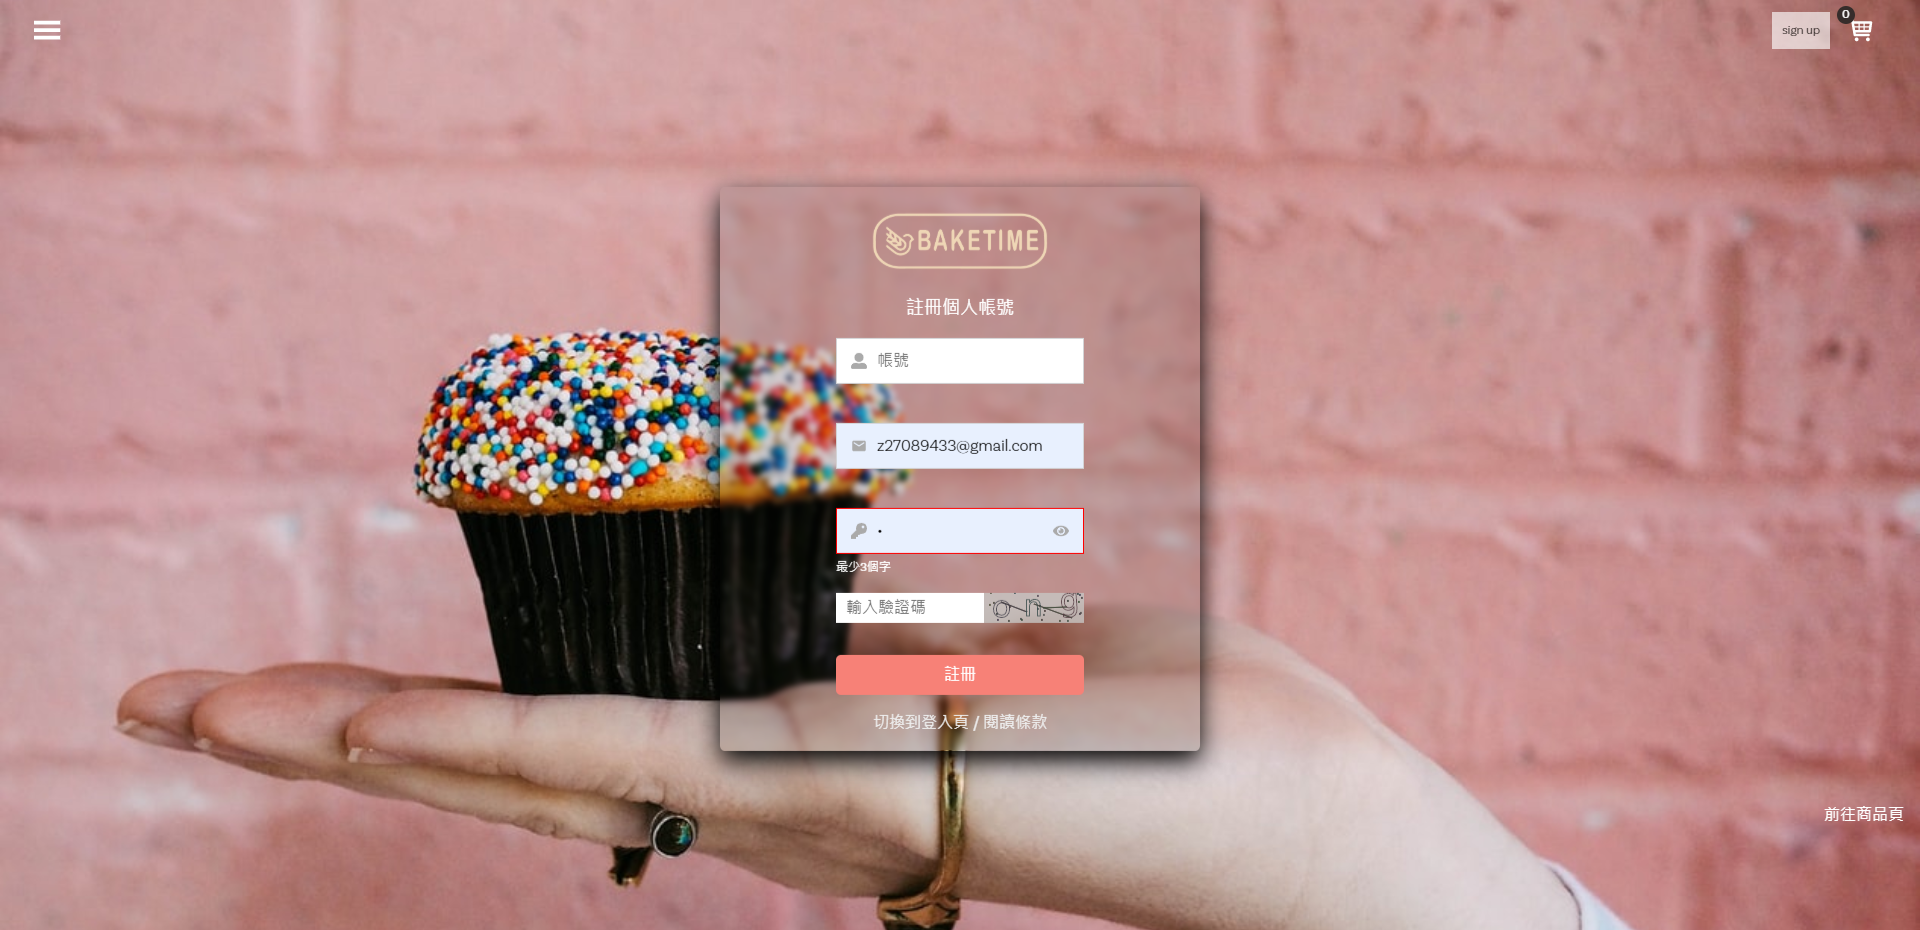 sign up
0
BAKETIME
註冊個人帳號
帳號
z27089433@gmail.com
•
最少3個字
輸入驗證碼
ong
註冊
切換到登入頁 / 閱讀條款
前往商品頁